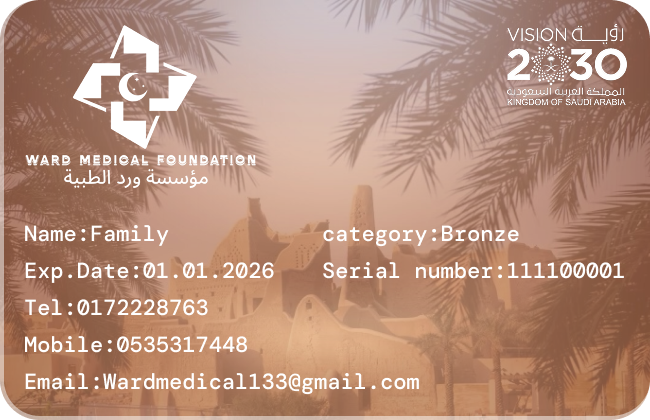 VISION رؤيــة
2030
المملكة العربية السعودية
KINGDOM OF SAUDI ARABIA
WARD MEDICAL FOUNDATION
مؤسسة ورد الطبية
Name:Family
category:Bronze
Exp.Date:01.01.2026
Serial number:111100001
Tel:0172228763
Mobile:0535317448
Email:Wardmedical133@gmail.com